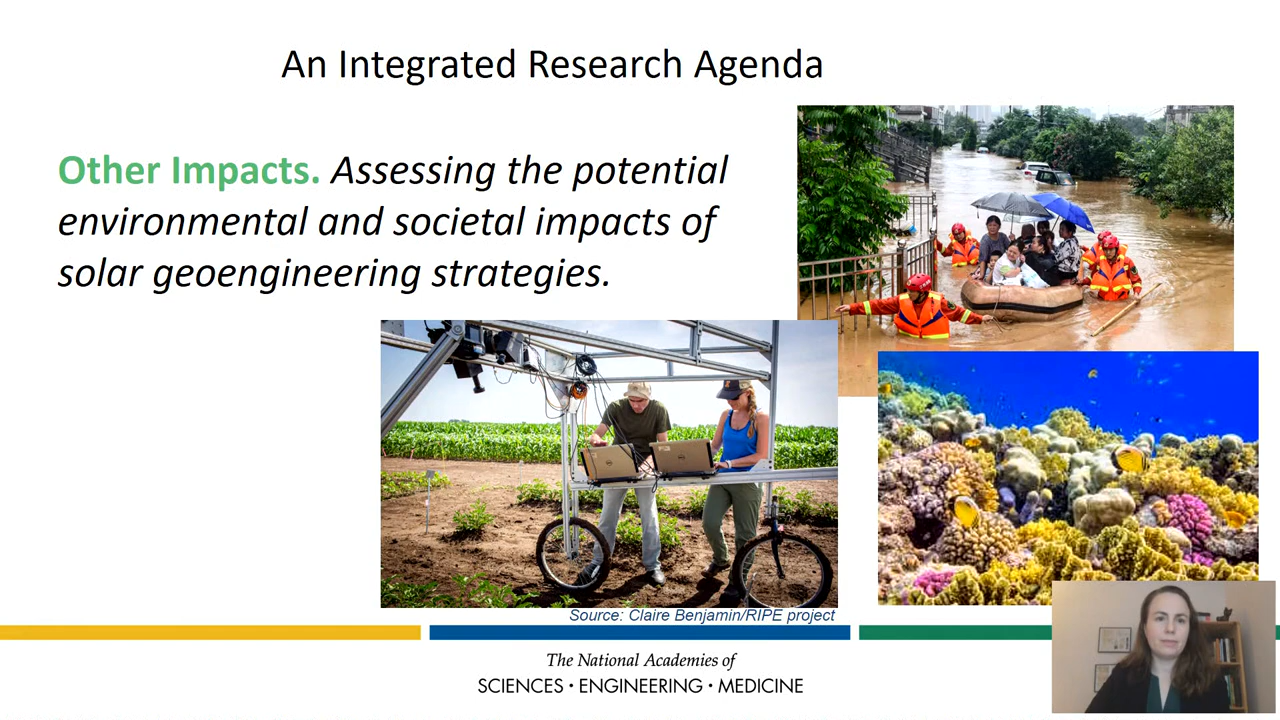 An Integrated Research Agenda
Other Impacts. Assessing the potential
environmental and societal impacts of
solar geoengineering strategies.
Source: Claire Benjamin/RIPE project
The National Academies of
SCIENCES · ENGINEERING · MEDICINE